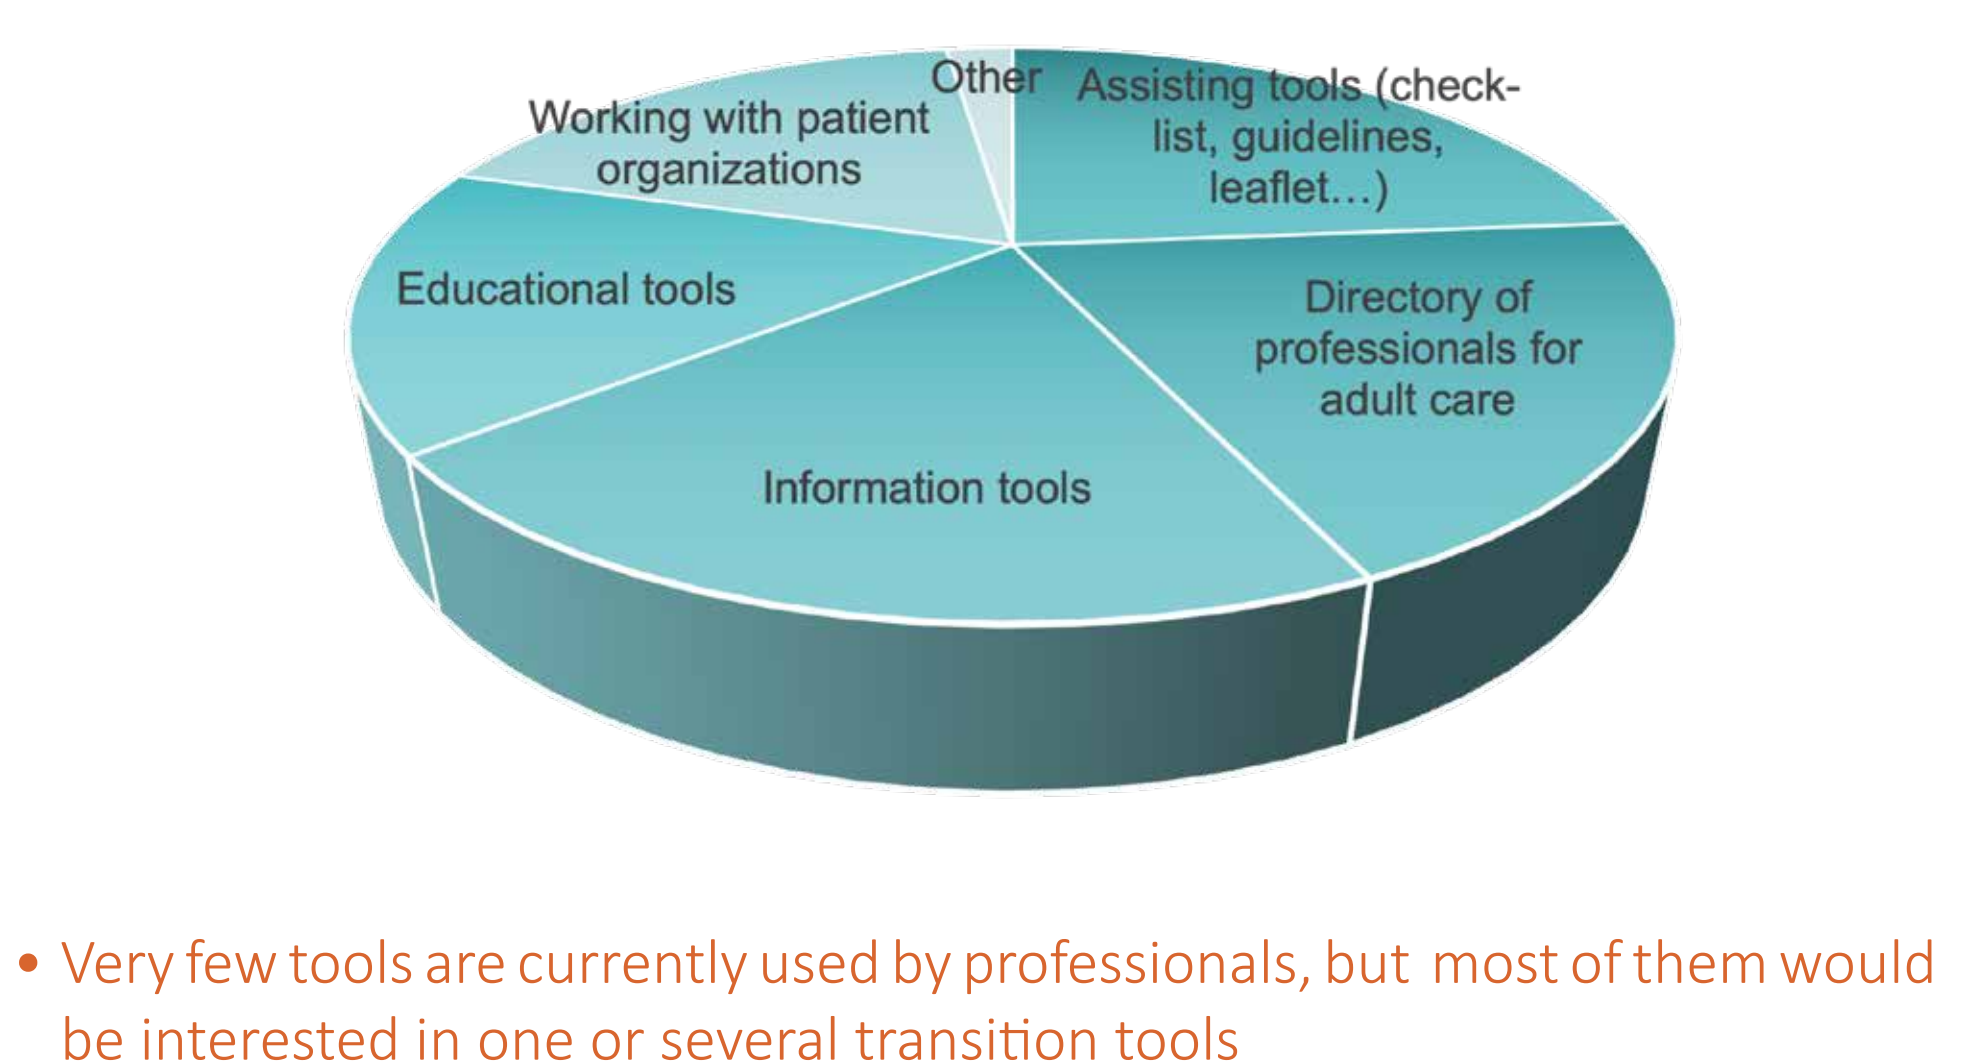 Other
Assisting tools (check-
list, guidelines,
leaflet…)
Working with patient
organizations
Educational tools
Directory of
professionals for
adult care
Information tools
• Very few tools are currently used by professionals, but most of them would
be interested in one or several transition tools